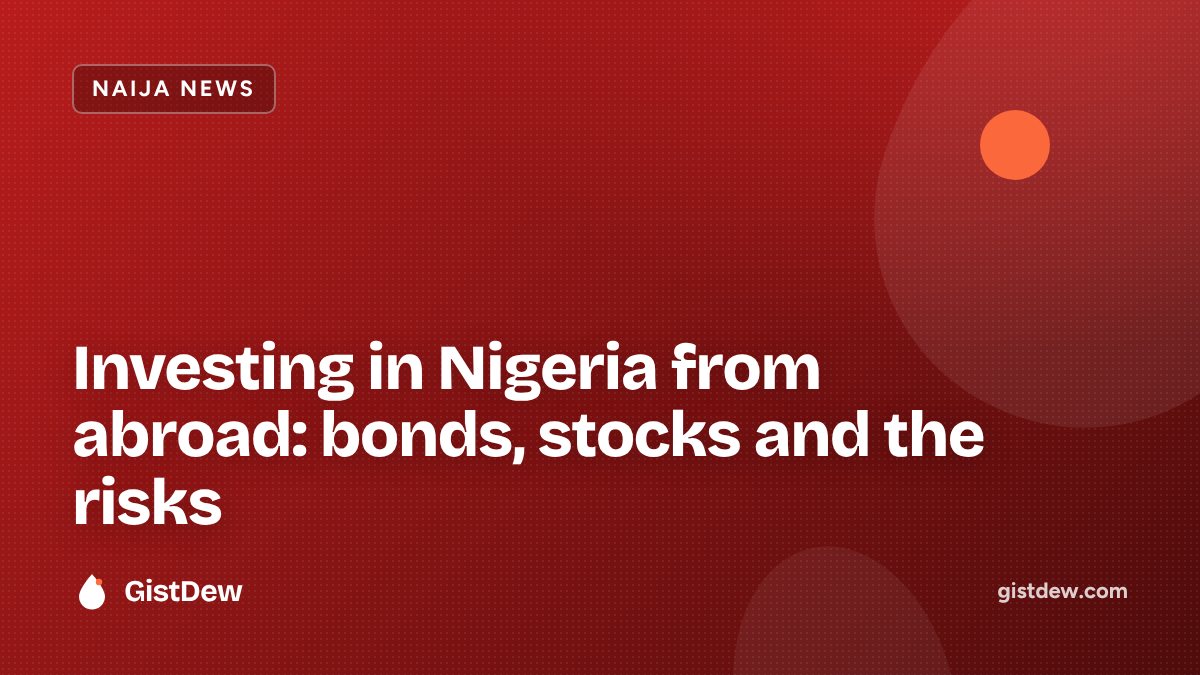 NAIJA NEWS
Investing in Nigeria from
abroad: bonds, stocks and the
risks
GistDew
gistdew.com